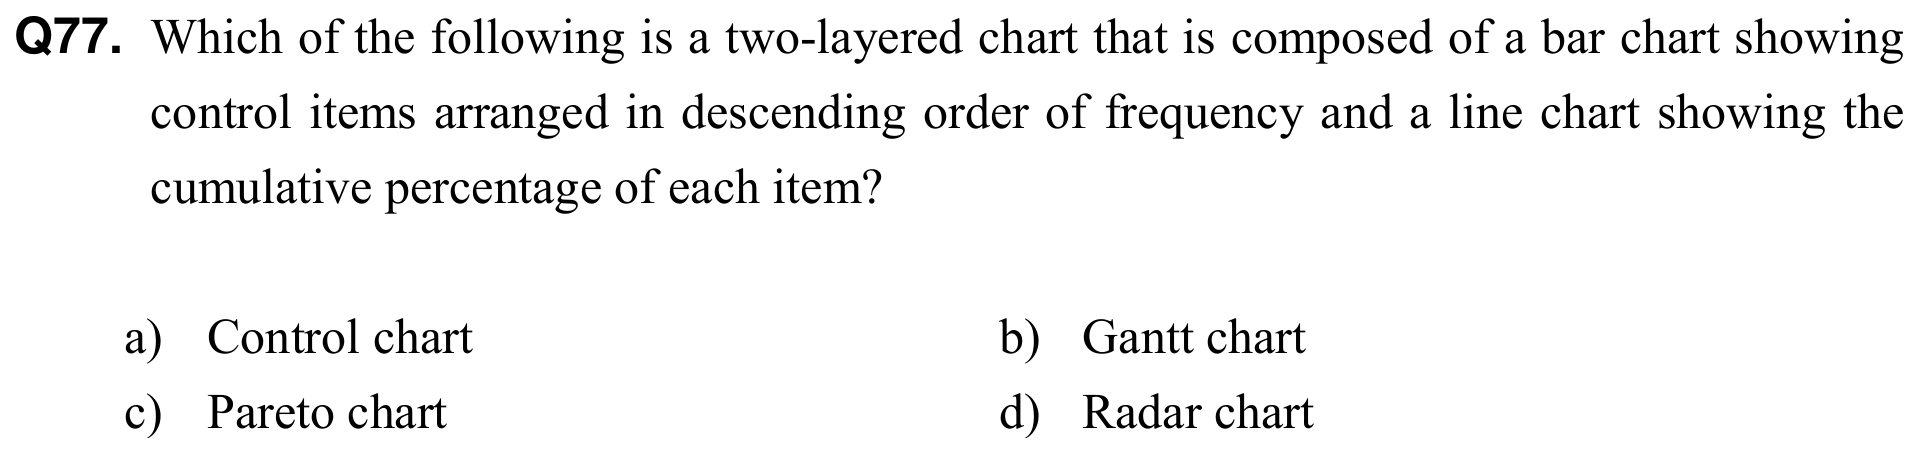 Q77. Which of the following is a two-layered chart that is composed of a bar chart showing
control items arranged in descending order of frequency and a line chart showing the
cumulative percentage of each item?
a) Control chart b) Gantt chart
c) Pareto chart d) Radar chart